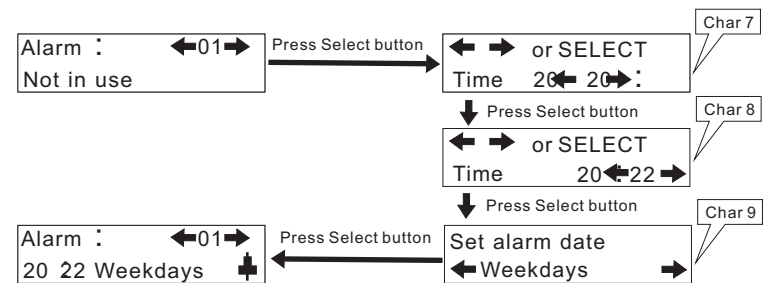 Char 7
Alarm : 01
Not in use
Press Select button
or SELECT
Time 20 20 :
Press Select button
Char 8
or SELECT
Time 20 : 22
Press Select button
Char 9
Alarm : 01
20 : 22 Weekdays
Press Select button
Set alarm date
Weekdays